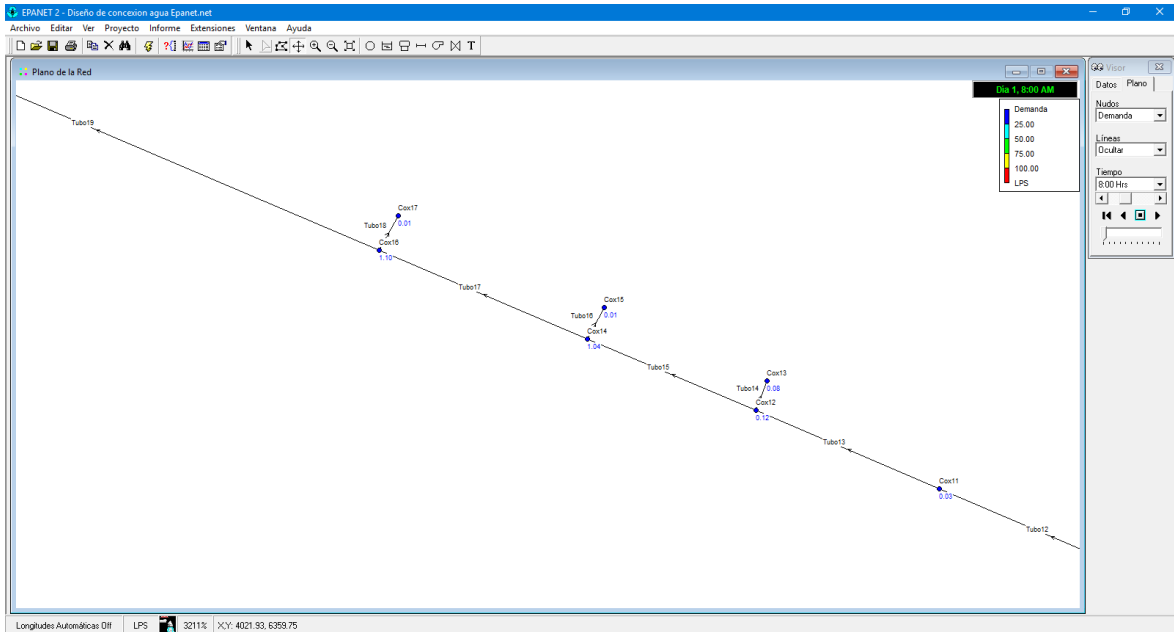 EPANET 2 - Diseño de concexion agua Epanet.net
Archivo Editar Ver Proyecto Informe Extensiones Ventana Ayuda
T
Plano de la Red
Día 1, 8:00 AM
Demanda
25.00
50.00
75.00
100.00
LPS
Tubo19
Cox17
Tubo18
0.01
Cox16
1.10
Tubo17
Cox15
Tubo16
0.01
Cox14
1.04
Tubo15
Cox13
Tubo14
0.08
Cox12
0.12
Tubo13
Cox11
0.03
Tubo12
Visor
Datos Plano
Nudos
Demanda
Líneas
Ocultar
Tiempo
8:00 Hrs
Longitudes Automáticas Off LPS 3211% X,Y: 4021.93, 6359.75